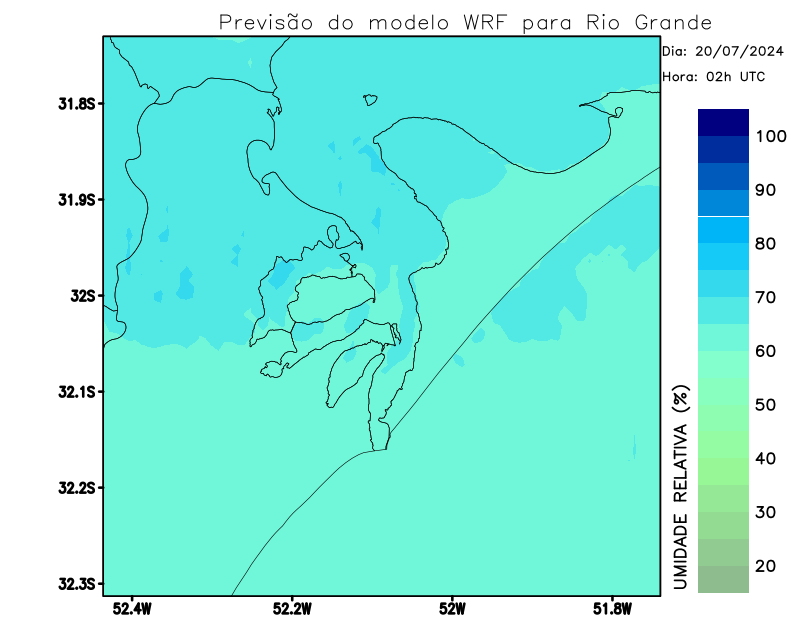 Previsão do modelo WRF para Rio Grande
Dia: 20/07/2024
Hora: 02h UTC
31.8S
31.9S
32S
32.1S
32.2S
32.3S
52.4W
52.2W
52W
51.8W
UMIDADE RELATIVA (%)
100
90
80
70
60
50
40
30
20